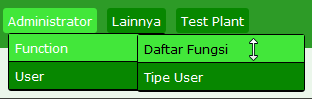 Administrator Lainnya Test Plant
Function Daftar Fungsi
User Tipe User